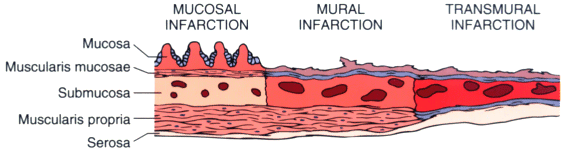 MUCOSAL
INFARCTION
MURAL
INFARCTION
TRANSMURAL
INFARCTION
Mucosa
Muscularis mucosae
Submucosa
Muscularis propria
Serosa